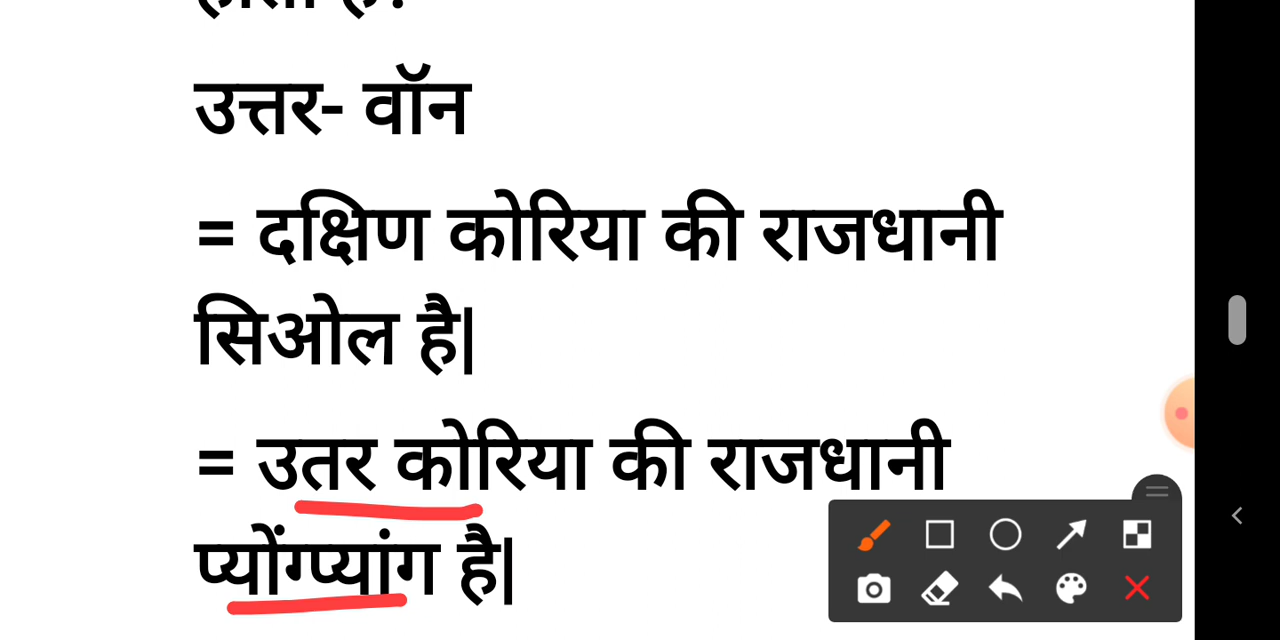 होता है?
उत्तर- वॉन
= दक्षिण कोरिया की राजधानी
सिओल है|
= उतर कोरिया की राजधानी
प्योंग्प्यांग है|